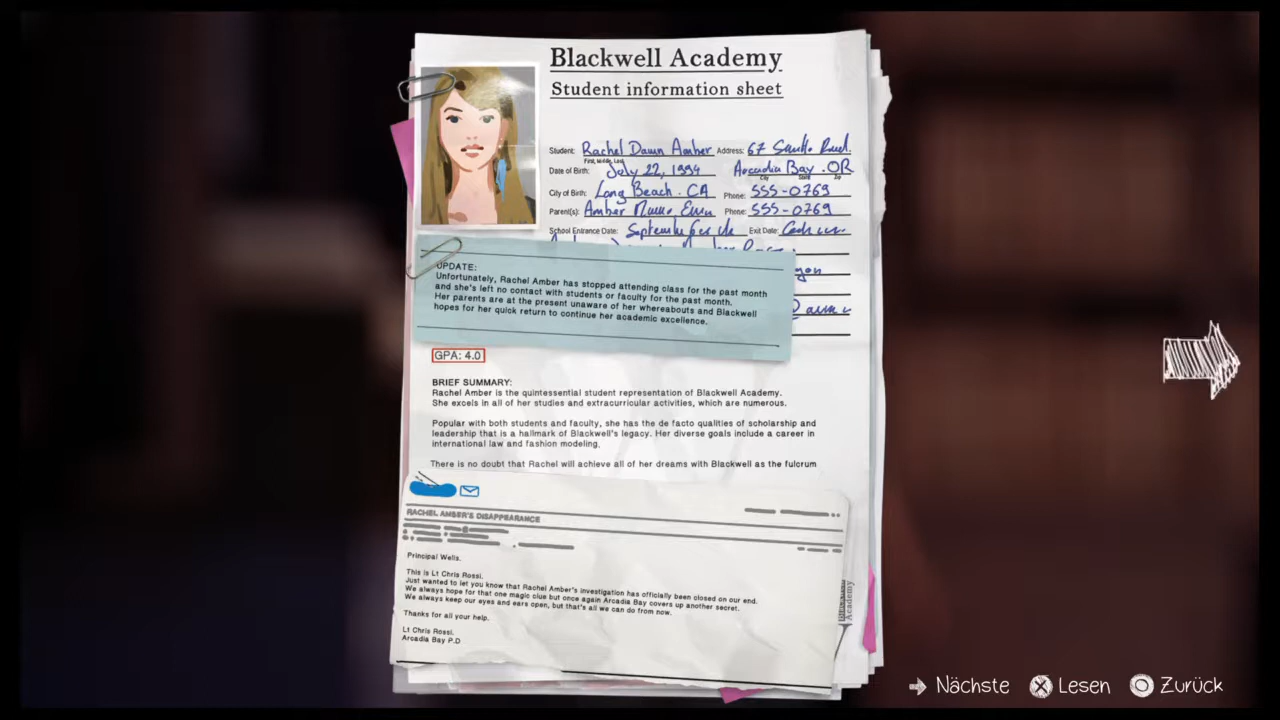 Blackwell Academy
Student information sheet
Student: Rachel Dawn Amber Address: 67
First, Middle, Last
Date of Birth: July 22, 1994 Arcadia Bay . OR
City State Zip
City of Birth: Long Beach . CA Phone: 555-0769
Parent(s): Amber Phone: 555-0769
School Entrance Date: Exit Date:
UPDATE:
Unfortunately, Rachel Amber has stopped attending class for the past month
and she's left no contact with students or faculty for the past month.
Her parents are at the present unaware of her whereabouts and Blackwell
hopes for her quick return to continue her academic excellence.
GPA: 4.0
BRIEF SUMMARY:
Rachel Amber is the quintessential student representation of Blackwell Academy.
She excels in all of her studies and extracurricular activities, which are numerous.
Popular with both students and faculty, she has the de facto qualities of scholarship and
leadership that is a hallmark of Blackwell's legacy. Her diverse goals include a career in
international law and fashion modeling.
There is no doubt that Rachel will achieve all of her dreams with Blackwell as the fulcrum
RACHEL AMBER'S DISAPPEARANCE
Principal Wells,
This is Lt Chris Rossi.
Just wanted to let you know that Rachel Amber's investigation has officially been closed on our end.
We always hope for that one magic clue but once again Arcadia Bay covers up another secret.
We always keep our eyes and ears open, but that's all we can do from now.
Thanks for all your help,
Lt Chris Rossi.
Arcadia Bay P.D
Academy
Nächste Lesen Zurück